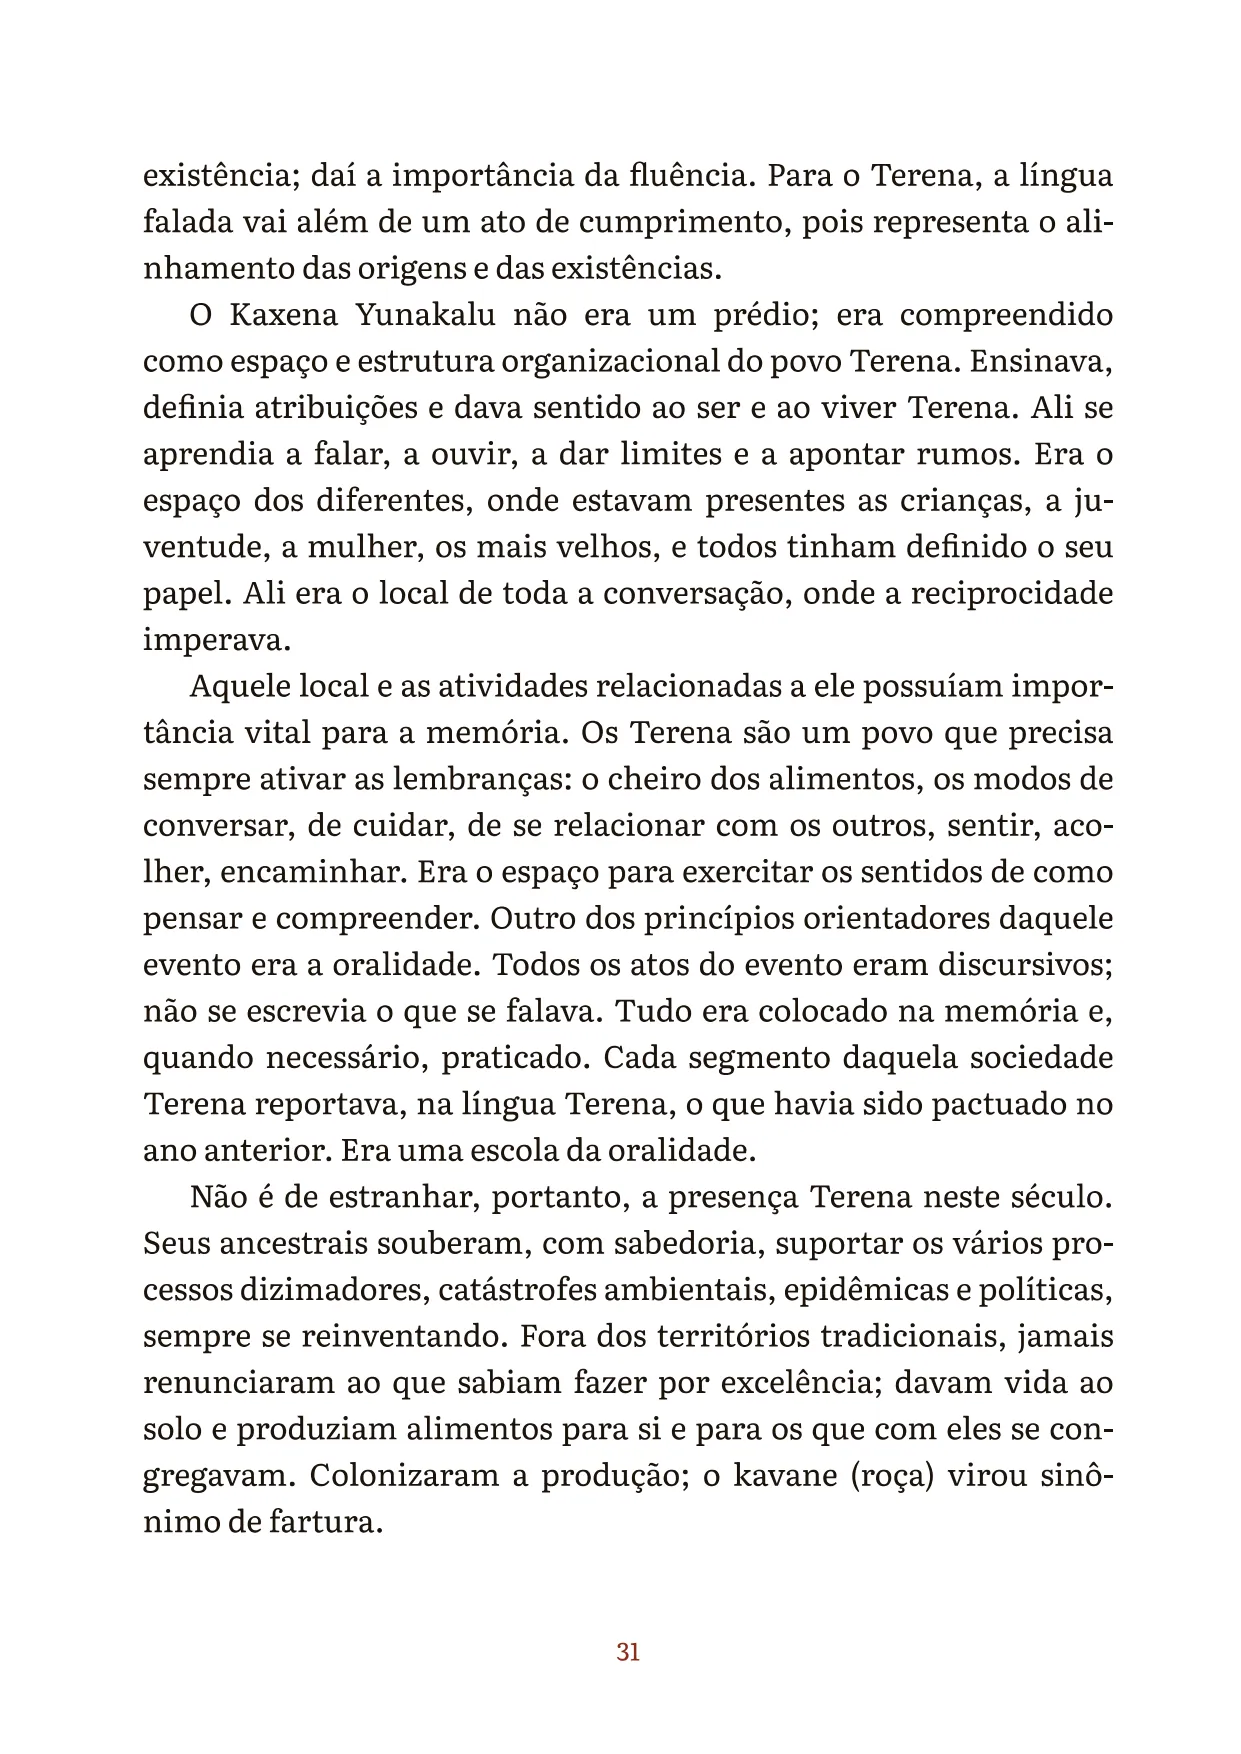 existência; daí a importância da fluência. Para o Terena, a língua
falada vai além de um ato de cumprimento, pois representa o ali-
nhamento das origens e das existências.
O Kaxena Yunakalu não era um prédio; era compreendido
como espaço e estrutura organizacional do povo Terena. Ensinava,
definia atribuições e dava sentido ao ser e ao viver Terena. Ali se
aprendia a falar, a ouvir, a dar limites e a apontar rumos. Era o
espaço dos diferentes, onde estavam presentes as crianças, a ju-
ventude, a mulher, os mais velhos, e todos tinham definido o seu
papel. Ali era o local de toda a conversação, onde a reciprocidade
imperava.
Aquele local e as atividades relacionadas a ele possuíam impor-
tância vital para a memória. Os Terena são um povo que precisa
sempre ativar as lembranças: o cheiro dos alimentos, os modos de
conversar, de cuidar, de se relacionar com os outros, sentir, aco-
lher, encaminhar. Era o espaço para exercitar os sentidos de como
pensar e compreender. Outro dos princípios orientadores daquele
evento era a oralidade. Todos os atos do evento eram discursivos;
não se escrevia o que se falava. Tudo era colocado na memória e,
quando necessário, praticado. Cada segmento daquela sociedade
Terena reportava, na língua Terena, o que havia sido pactuado no
ano anterior. Era uma escola da oralidade.
Não é de estranhar, portanto, a presença Terena neste século.
Seus ancestrais souberam, com sabedoria, suportar os vários pro-
cessos dizimadores, catástrofes ambientais, epidêmicas e políticas,
sempre se reinventando. Fora dos territórios tradicionais, jamais
renunciaram ao que sabiam fazer por excelência; davam vida ao
solo e produziam alimentos para si e para os que com eles se con-
gregavam. Colonizaram a produção; o kavane (roça) virou sinô-
nimo de fartura.
31